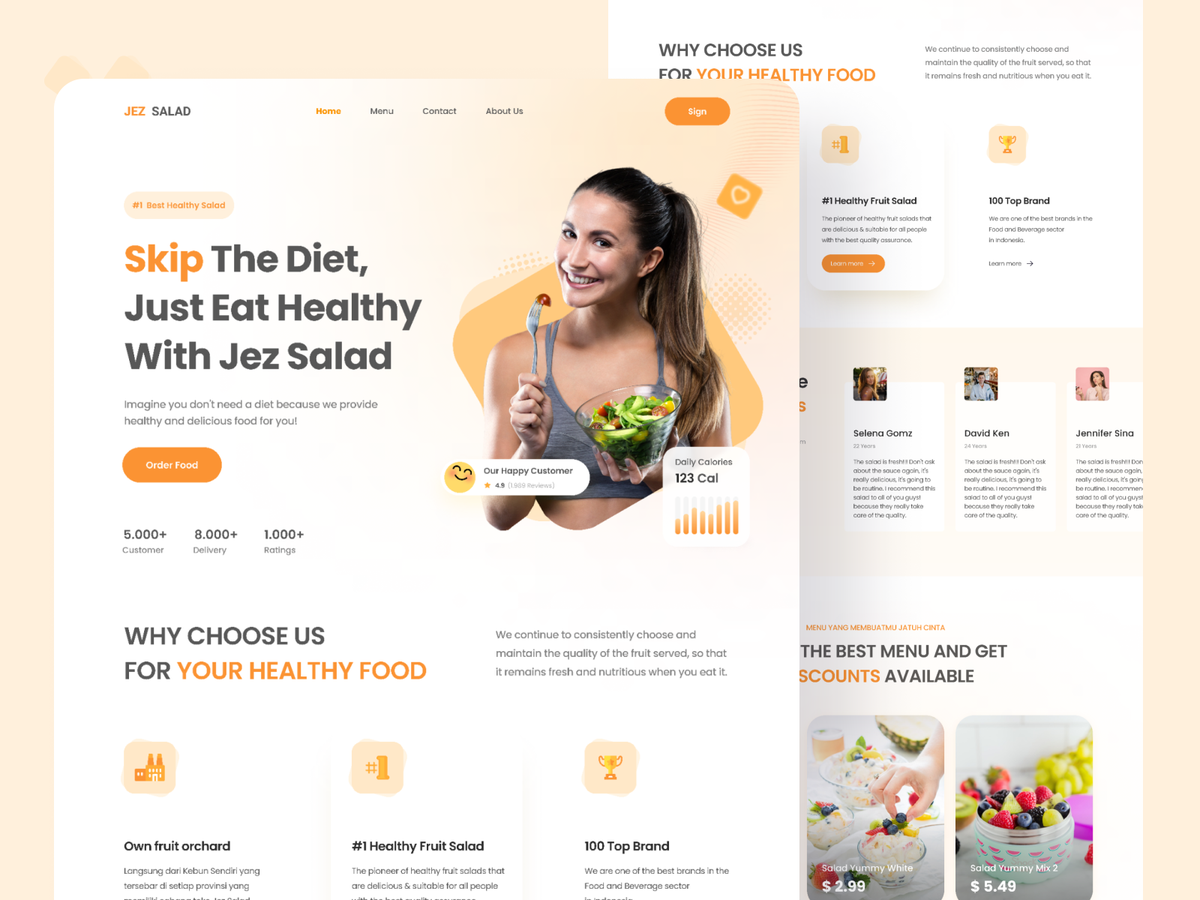 JEZ SALAD
Home
Menu
Contact
About Us
Sign
#1 Best Healthy Salad
Skip The Diet,
Just Eat Healthy
With Jez Salad
Imagine you don't need a diet because we provide
healthy and delicious food for you!
Order Food
5.000+
Customer
8.000+
Delivery
1.000+
Ratings
Our Happy Customer
4.9
Daily Calories
123 Cal
WHY CHOOSE US
FOR YOUR HEALTHY FOOD
We continue to consistently choose and
maintain the quality of the fruit served, so that
it remains fresh and nutritious when you eat it.
Own fruit orchard
Langsung dari Kebun Sendiri yang
tersebar di setiap provinsi yang
#1
#1 Healthy Fruit Salad
The pioneer of healthy fruit salads that
are delicious & suitable for all people
with the best quality assurance.
100 Top Brand
We are one of the best brands in the
Food and Beverage sector
in Indonesia.
WHY CHOOSE US
FOR YOUR HEALTHY FOOD
We continue to consistently choose and
maintain the quality of the fruit served, so that
it remains fresh and nutritious when you eat it.
#1
#1 Healthy Fruit Salad
The pioneer of healthy fruit salads that
are delicious & suitable for all people
with the best quality assurance.
Learn more
100 Top Brand
We are one of the best brands in the
Food and Beverage sector
in Indonesia.
Learn more
Selena Gomz
22 Years
The salad is fresh!!! Don't ask
about the sauce again, it's
really delicious, it's going to
be routine, I recommend this
salad to all of you guys!
because they really take
care of the quality.
David Ken
24 Years
The salad is fresh!!! Don't ask
about the sauce again, it's
really delicious, it's going to
be routine, I recommend this
salad to all of you guys!
because they really take
care of the quality.
Jennifer Sina
21 Years
The salad is fresh!!! Don
about the sauce again, it's
really delicious, it's going
be routine, I recommen
salad to all of you guys!
because they really take
care of the quality.
MENU YANG MEMBUATMU JATUH CINTA
THE BEST MENU AND GET
SCOUNTS AVAILABLE
Salad Yummy White
$ 2.99
Salad Yummy Mix 2
$ 5.49